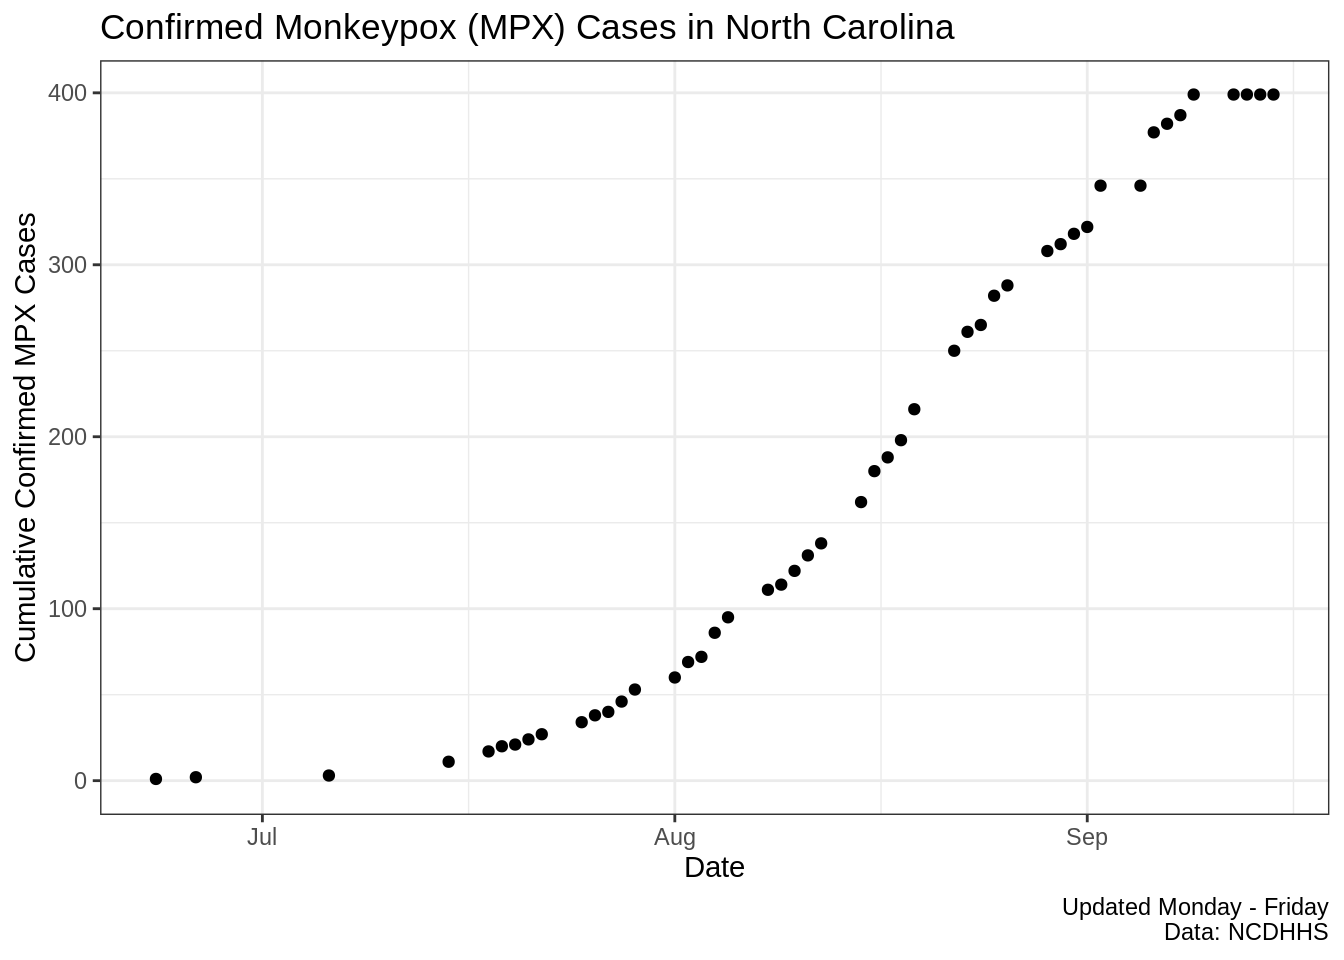 Confirmed Monkeypox (MPX) Cases in North Carolina
Cumulative Confirmed MPX Cases
400
300
200
100
0
Jul
Aug
Sep
Date
Updated Monday - Friday
Data: NCDHHS